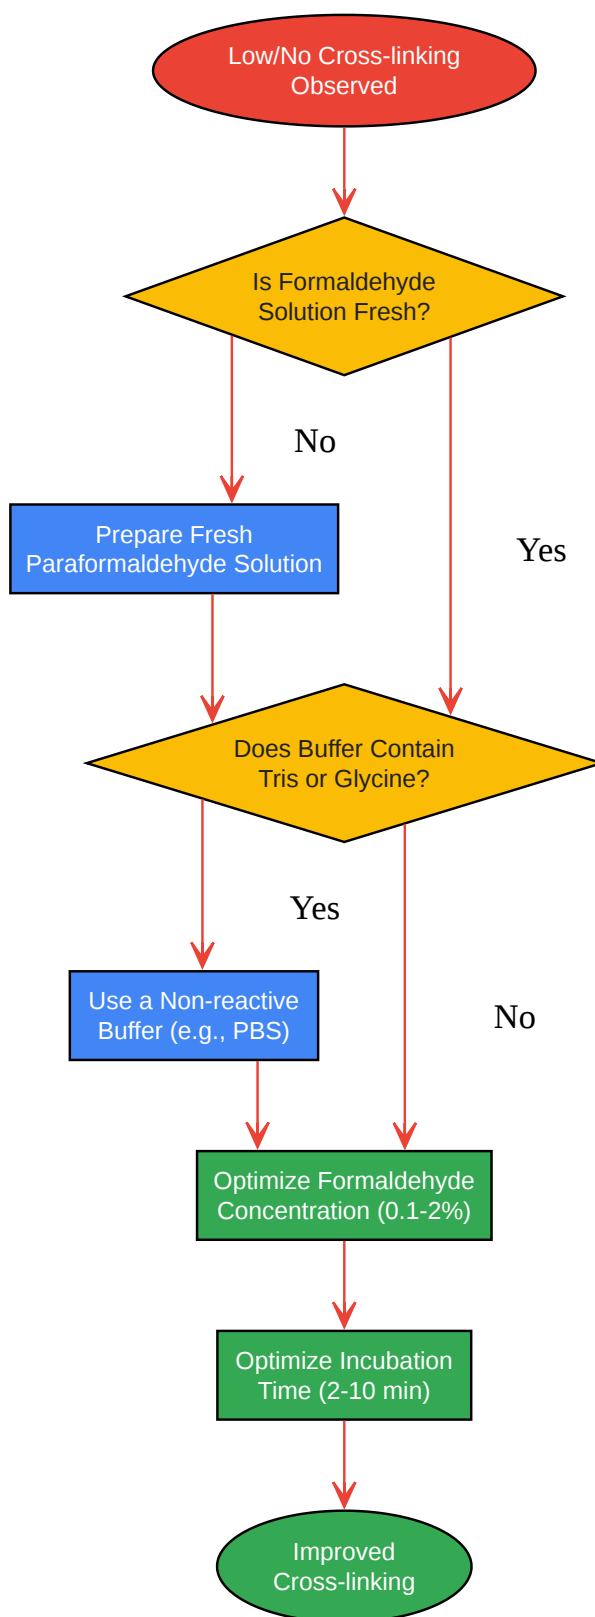 Low/No Cross-linking
Observed
Is Formaldehyde
Solution Fresh?
No
Prepare Fresh
Paraformaldehyde Solution
Yes
Does Buffer Contain
Tris or Glycine?
Yes
Use a Non-reactive
Buffer (e.g., PBS)
No
Optimize Formaldehyde
Concentration (0.1-2%)
Optimize Incubation
Time (2-10 min)
Improved
Cross-linking